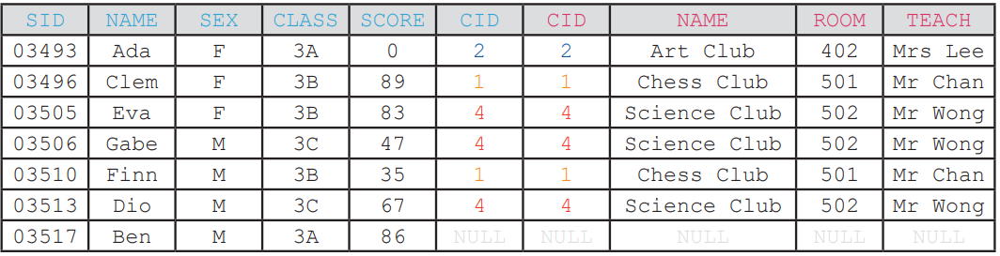 SID NAME SEX CLASS SCORE CID CID NAME ROOM TEACH
03493 Ada F 3A 0 2 2 Art Club 402 Mrs Lee
03496 Clem F 3B 89 1 1 Chess Club 501 Mr Chan
03505 Eva F 3B 83 4 4 Science Club 502 Mr Wong
03506 Gabe M 3C 47 4 4 Science Club 502 Mr Wong
03510 Finn M 3B 35 1 1 Chess Club 501 Mr Chan
03513 Dio M 3C 67 4 4 Science Club 502 Mr Wong
03517 Ben M 3A 86 NULL NULL NULL NULL NULL